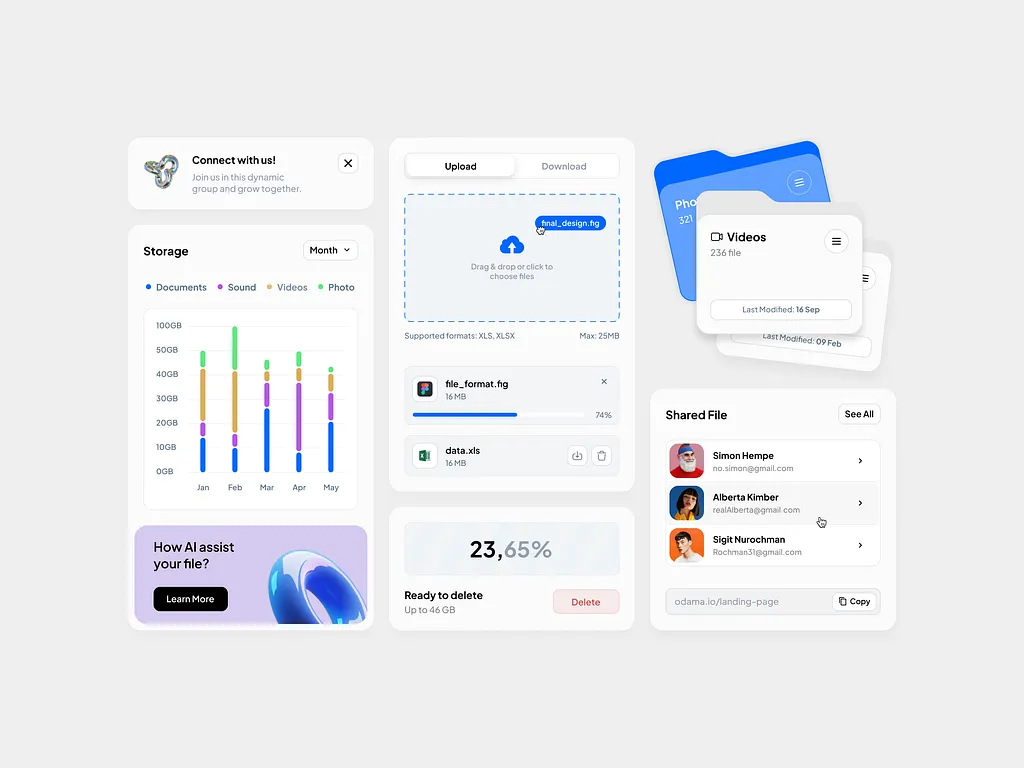 Connect with us!
Join us in this dynamic
group and grow together.
Storage
Month
Documents
Sound
Videos
Photo
100GB
50GB
40GB
30GB
20GB
10GB
0GB
Jan
Feb
Mar
Apr
May
How AI assist
your file?
Learn More
Upload
Download
final_design.fig
Drag & drop or click to
choose files
Supported formats: XLS, XLSX
Max: 25MB
file_format.fig
16 MB
74%
data.xls
16 MB
23,65%
Ready to delete
Up to 46 GB
Delete
Pho
321
Videos
236 file
Last Modified: 16 Sep
Last Modified: 09 Feb
Shared File
See All
Simon Hempe
no.simon@gmail.com
Alberta Kimber
realAlberta@gmail.com
Sigit Nurochman
Rochman31@gmail.com
odama.io/landing-page
Copy